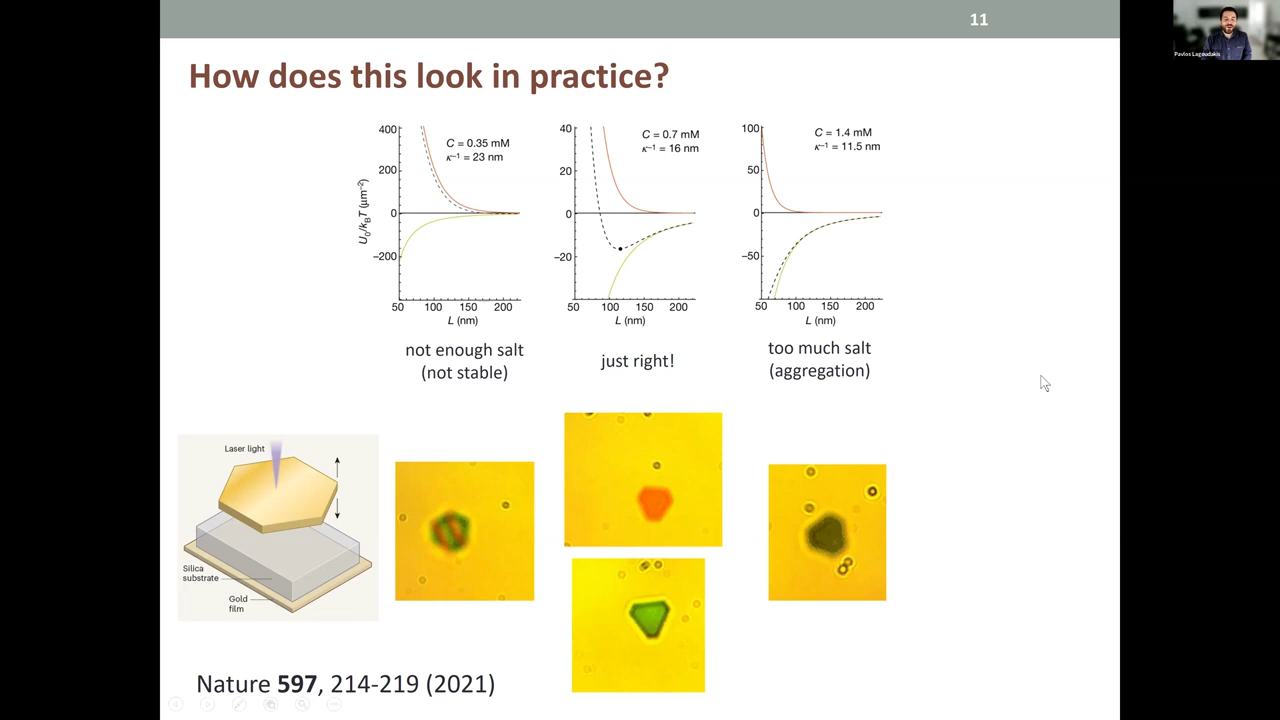 11
Pavlos Lagoudakis
How does this look in practice?
400
200
0
−200
50 100 150 200
L (nm)
U₀/k_BT (μm⁻²)
C = 0.35 mM
κ⁻¹ = 23 nm
40
20
0
−20
50 100 150 200
L (nm)
C = 0.7 mM
κ⁻¹ = 16 nm
100
50
0
−50
50 100 150 200
L (nm)
C = 1.4 mM
κ⁻¹ = 11.5 nm
not enough salt
(not stable)
just right!
too much salt
(aggregation)
Laser light
Silica
substrate
Gold
film
Nature 597, 214-219 (2021)